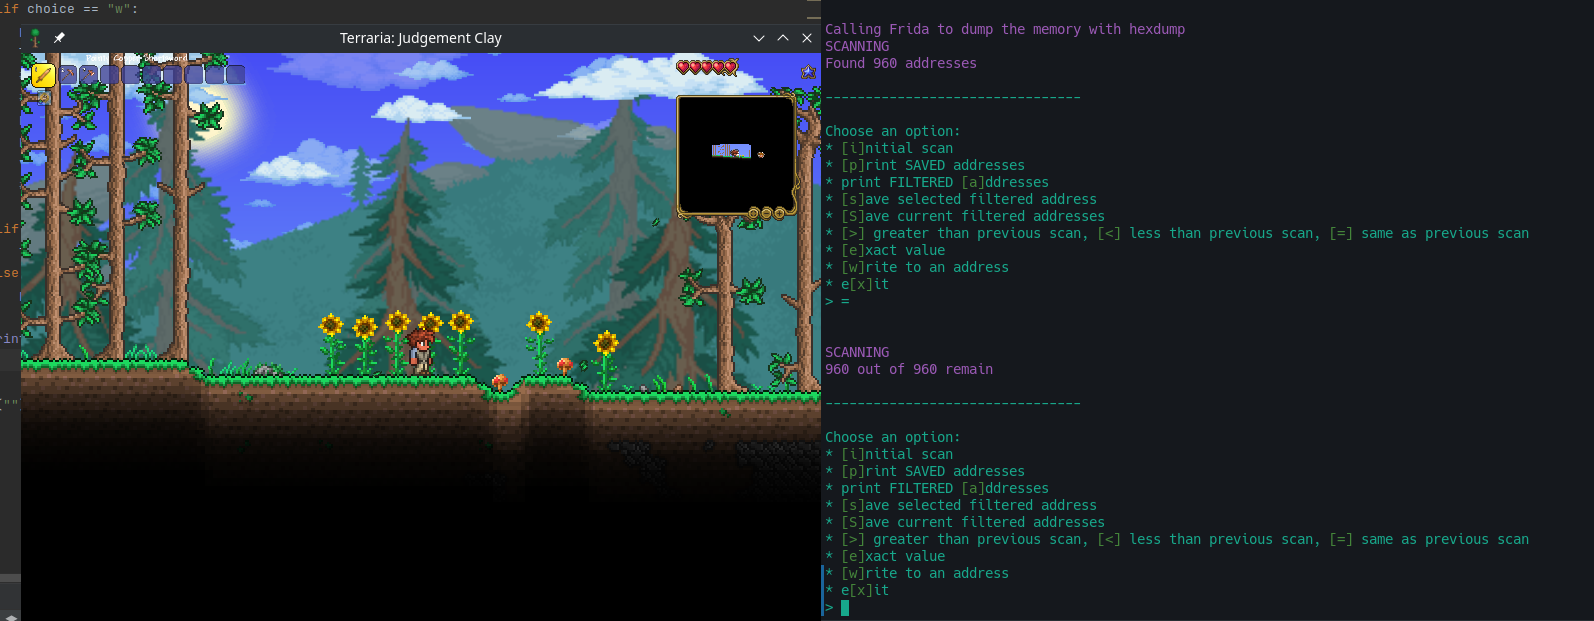 if choice == "w":
Terraria: Judgement Clay
Copper Shortsword
if
lse
rin
[""
Calling Frida to dump the memory with hexdump
SCANNING
Found 960 addresses
--------------------------------
Choose an option:
* [i]nitial scan
* [p]rint SAVED addresses
* print FILTERED [a]ddresses
* [s]ave selected filtered address
* [S]ave current filtered addresses
* [>] greater than previous scan, [<] less than previous scan, [=] same as previous scan
* [e]xact value
* [w]rite to an address
* e[x]it
> =
SCANNING
960 out of 960 remain
--------------------------------
Choose an option:
* [i]nitial scan
* [p]rint SAVED addresses
* print FILTERED [a]ddresses
* [s]ave selected filtered address
* [S]ave current filtered addresses
* [>] greater than previous scan, [<] less than previous scan, [=] same as previous scan
* [e]xact value
* [w]rite to an address
* e[x]it
>